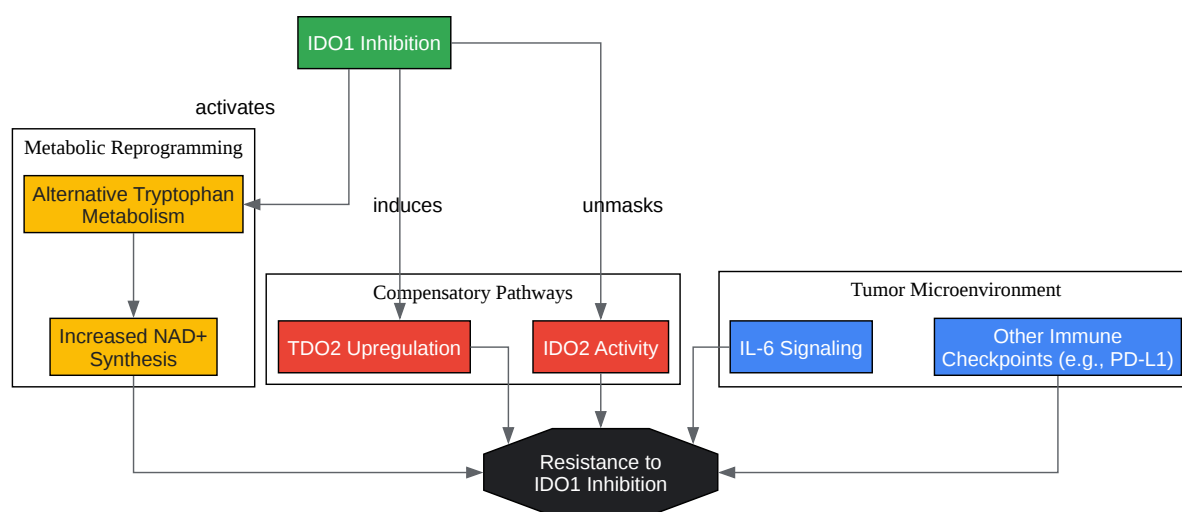 IDO1 Inhibition
activates
Metabolic Reprogramming
Alternative Tryptophan
Metabolism
induces
unmasks
Compensatory Pathways
Tumor Microenvironment
Increased NAD+
Synthesis
TDO2 Upregulation
IDO2 Activity
IL-6 Signaling
Other Immune
Checkpoints (e.g., PD-L1)
Resistance to
IDO1 Inhibition